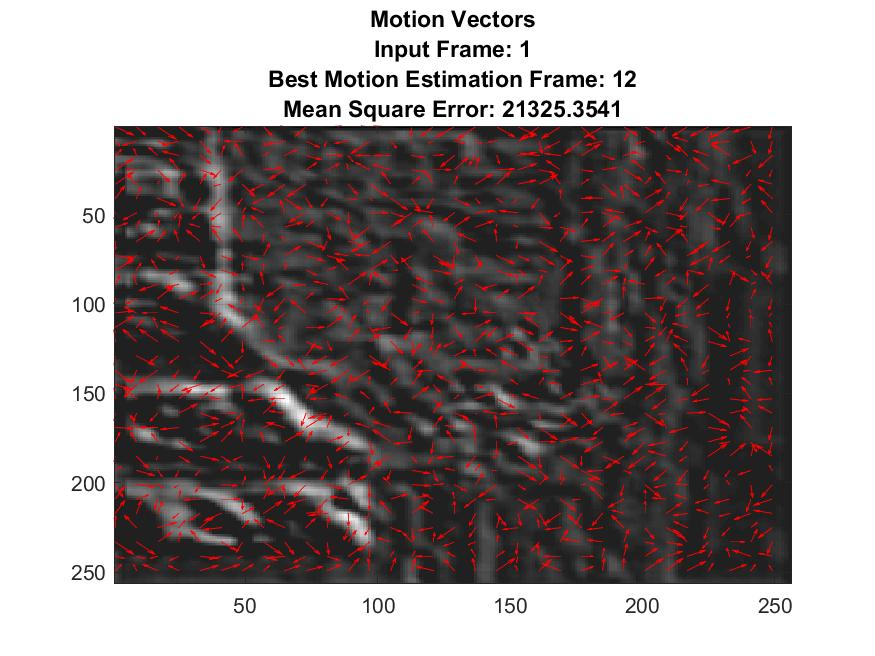 Motion Vectors
Input Frame: 1
Best Motion Estimation Frame: 12
Mean Square Error: 21325.3541
50
100
150
200
250
50 100 150 200 250